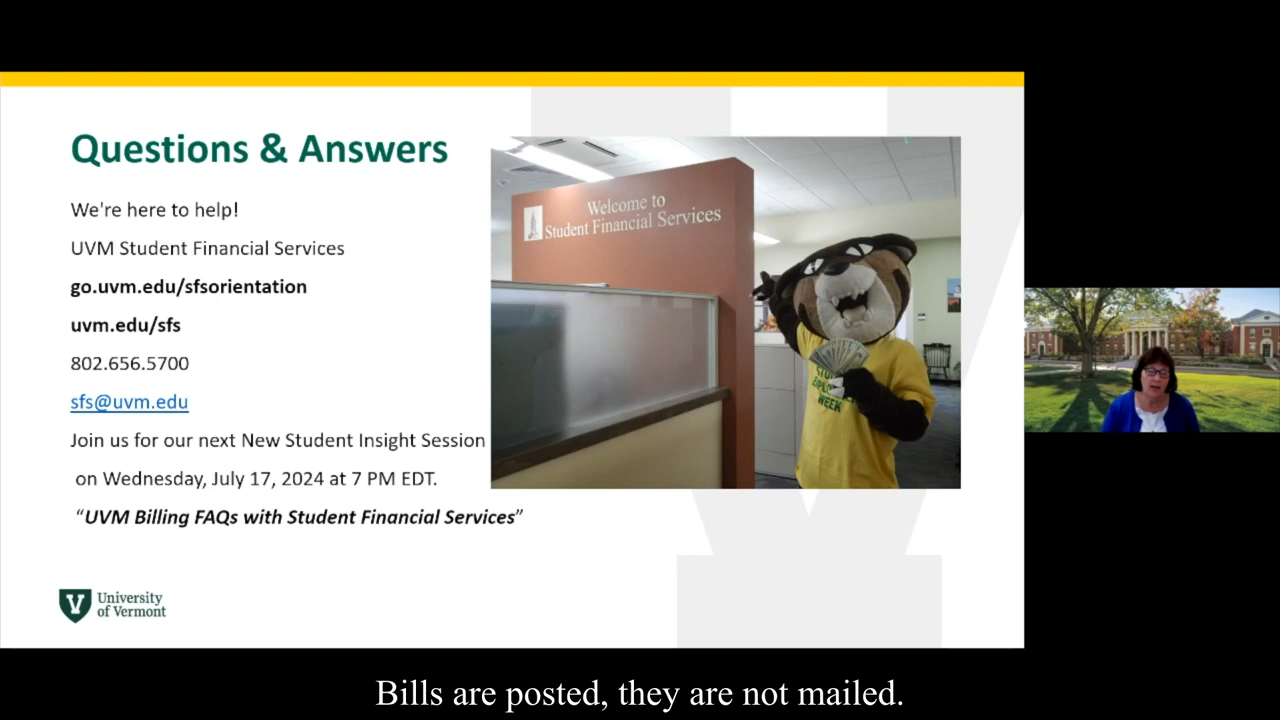 Questions & Answers
We're here to help!
UVM Student Financial Services
go.uvm.edu/sfsorientation
uvm.edu/sfs
802.656.5700
sfs@uvm.edu
Join us for our next New Student Insight Session
on Wednesday, July 17, 2024 at 7 PM EDT.
“UVM Billing FAQs with Student Financial Services”
Welcome to
Student Financial Services
WEEK
V University
of Vermont
Bills are posted, they are not mailed.